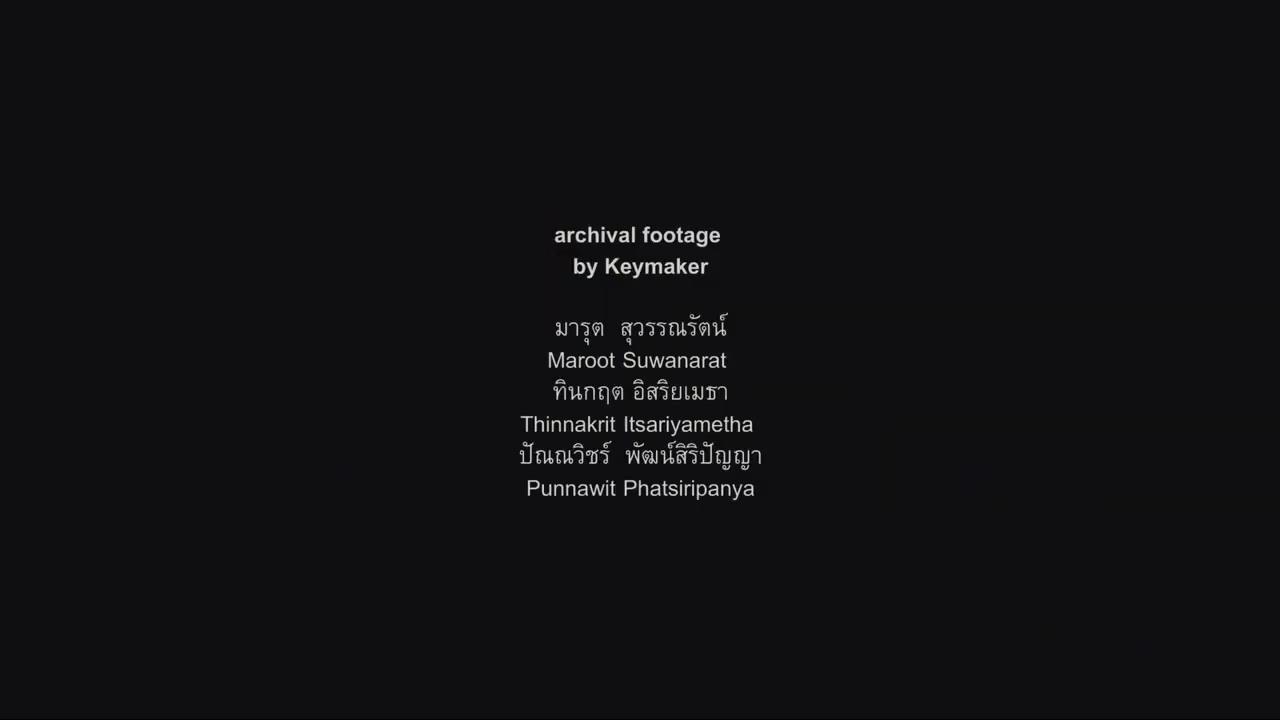 archival footage
by Keymaker
มารุต สุวรรณรัตน์
Maroot Suwanarat
ทินกฤต อิสริยเมธา
Thinnakrit Itsariyametha
ปัณณวิชร์ พัฒน์สิริปัญญา
Punnawit Phatsiripanya